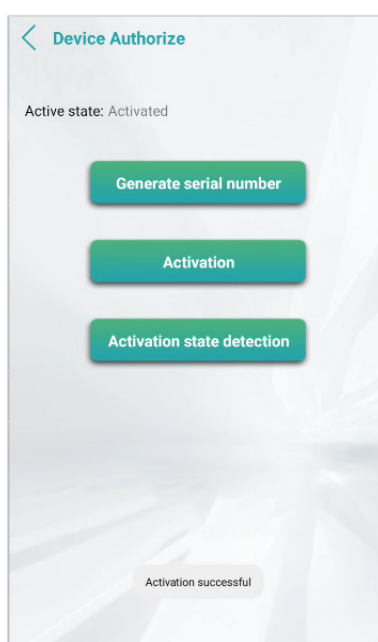 Device Authorize
Active state: Activated
Generate serial number
Activation
Activation state detection
Activation successful